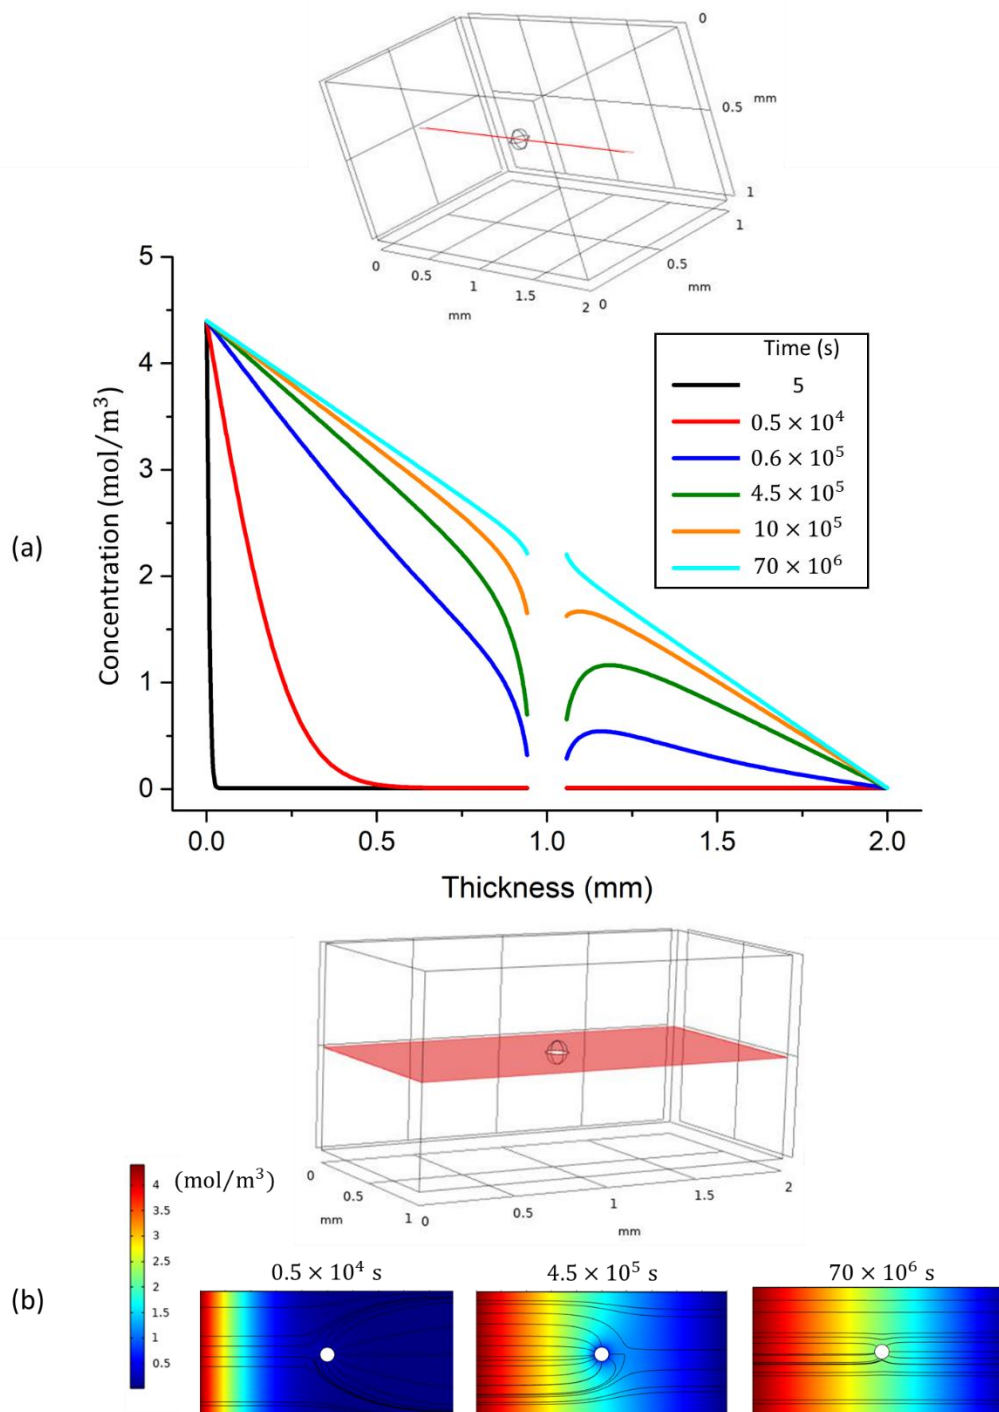 0
0.5 mm
1
1
0.5
mm
0
0.5
1
1.5
2 0
mm
5
4
3
2
1
0
Concentration (mol/m³)
(a)
Time (s)
5
0.5 × 10⁴
0.6 × 10⁵
4.5 × 10⁵
10 × 10⁵
70 × 10⁶
0.0 0.5 1.0 1.5 2.0
Thickness (mm)
0
0.5
mm
1 0
0.5
1
1.5
2
mm
(mol/m³)
4
3.5
3
2.5
2
1.5
1
0.5
(b)
0.5 × 10⁴ s
4.5 × 10⁵ s
70 × 10⁶ s